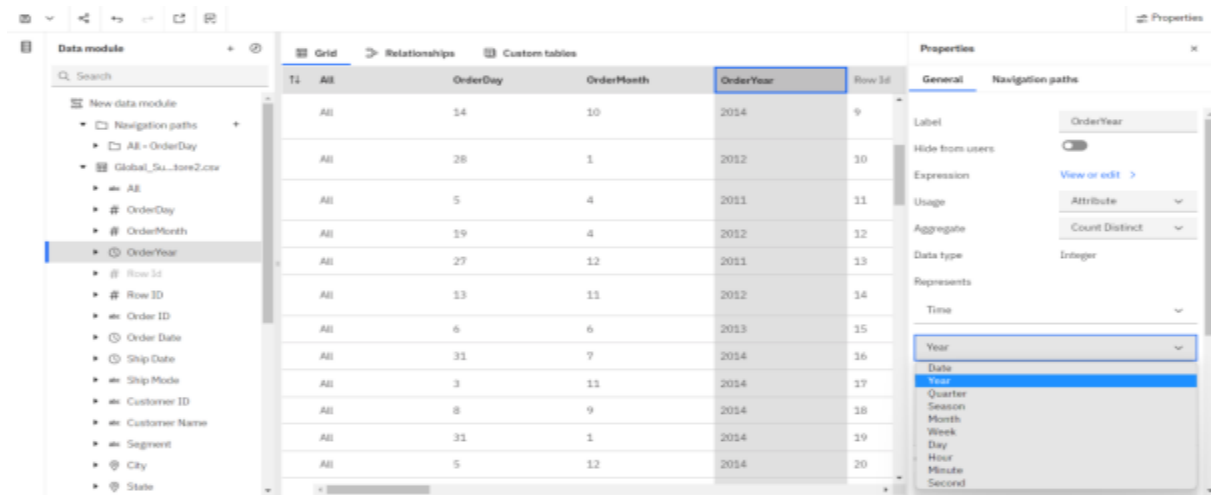 Properties
Data module
Search
New data module
Navigation paths
All - OrderDay
Global_Su...tore2.csv
abc All
# OrderDay
# OrderMonth
OrderYear
# Row Id
# Row ID
abc Order ID
Order Date
Ship Date
abc Ship Mode
abc Customer ID
abc Customer Name
abc Segment
City
State
Grid Relationships Custom tables
All OrderDay OrderMonth OrderYear Row Id
All 14 10 2014 9
All 28 1 2012 10
All 5 4 2011 11
All 19 4 2012 12
All 27 12 2011 13
All 13 11 2012 14
All 6 6 2013 15
All 31 7 2014 16
All 3 11 2014 17
All 8 9 2014 18
All 31 1 2014 19
All 5 12 2014 20
Properties
General Navigation paths
Label OrderYear
Hide from users
Expression View or edit
Usage Attribute
Aggregate Count Distinct
Data type Integer
Represents
Time
Year
Date
Year
Quarter
Season
Month
Week
Day
Hour
Minute
Second